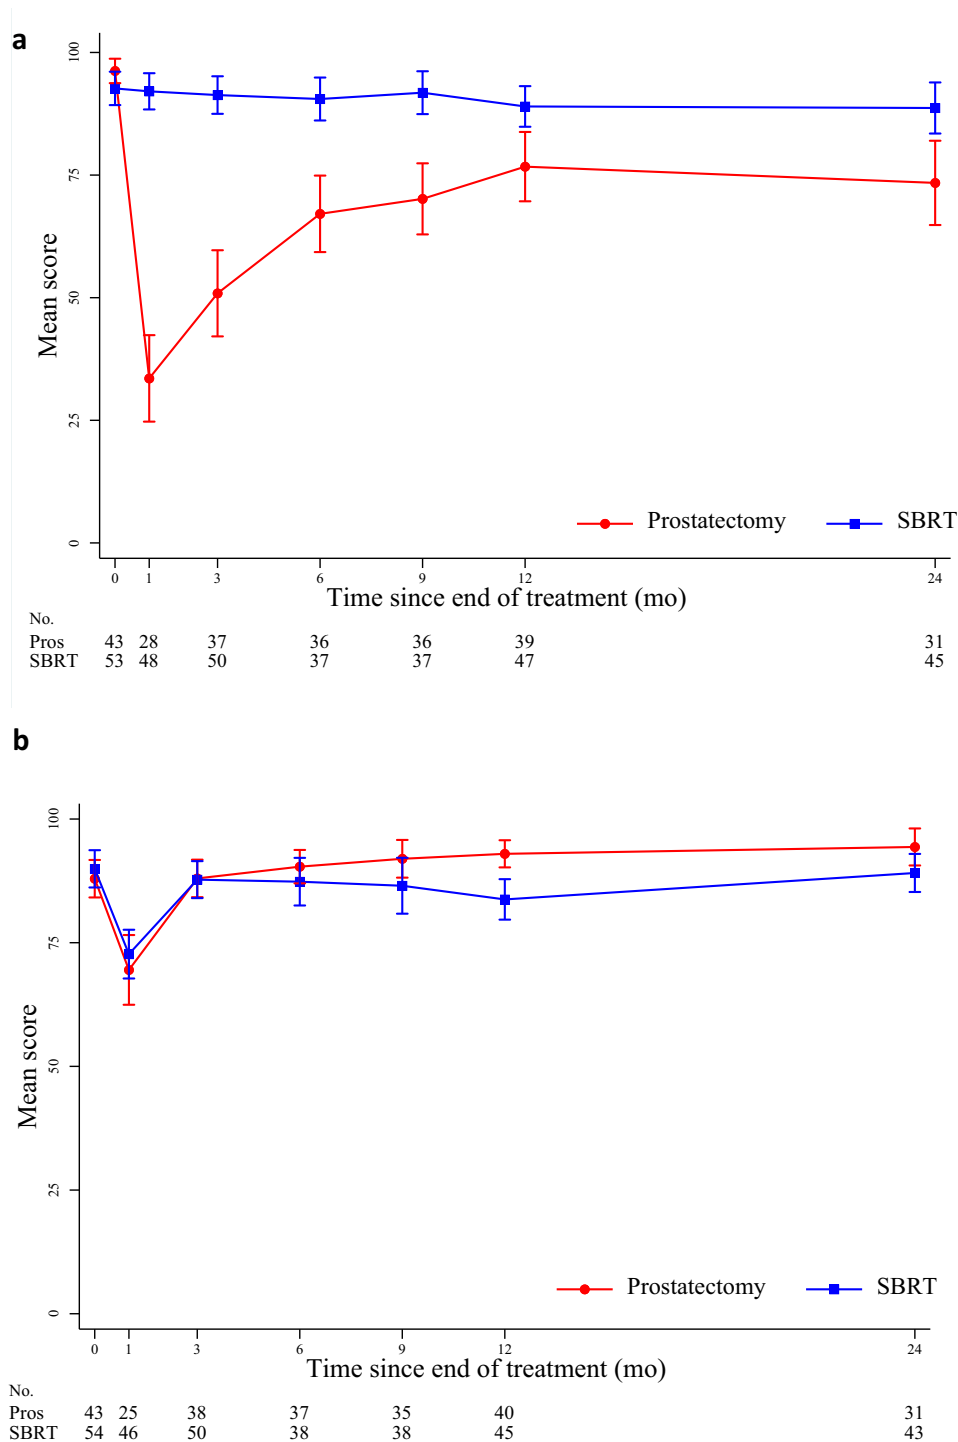 a
100
75
50
25
0
Mean score
Prostatectomy SBRT
0 1 3 6 9 12 24
Time since end of treatment (mo)
No.
Pros 43 28 37 36 36 39 31
SBRT 53 48 50 37 37 47 45
b
100
75
50
25
0
Mean score
Prostatectomy SBRT
0 1 3 6 9 12 24
Time since end of treatment (mo)
No.
Pros 43 25 38 37 35 40 31
SBRT 54 46 50 38 38 45 43